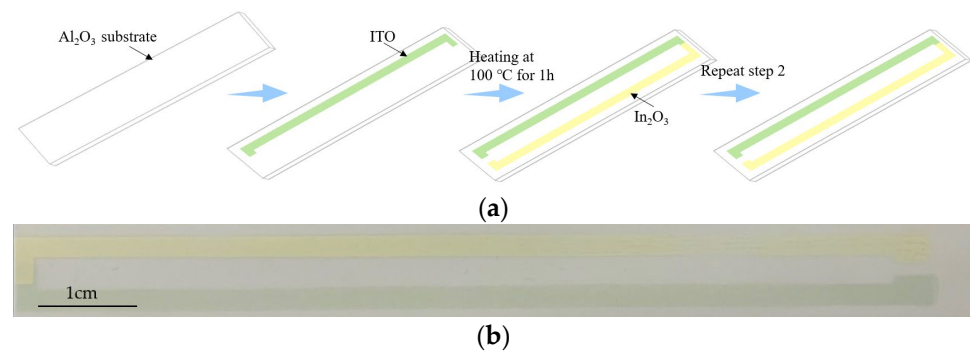 Al₂O₃ substrate
ITO
Heating at
100 ℃ for 1h
In₂O₃
Repeat step 2
(a)
1cm
(b)